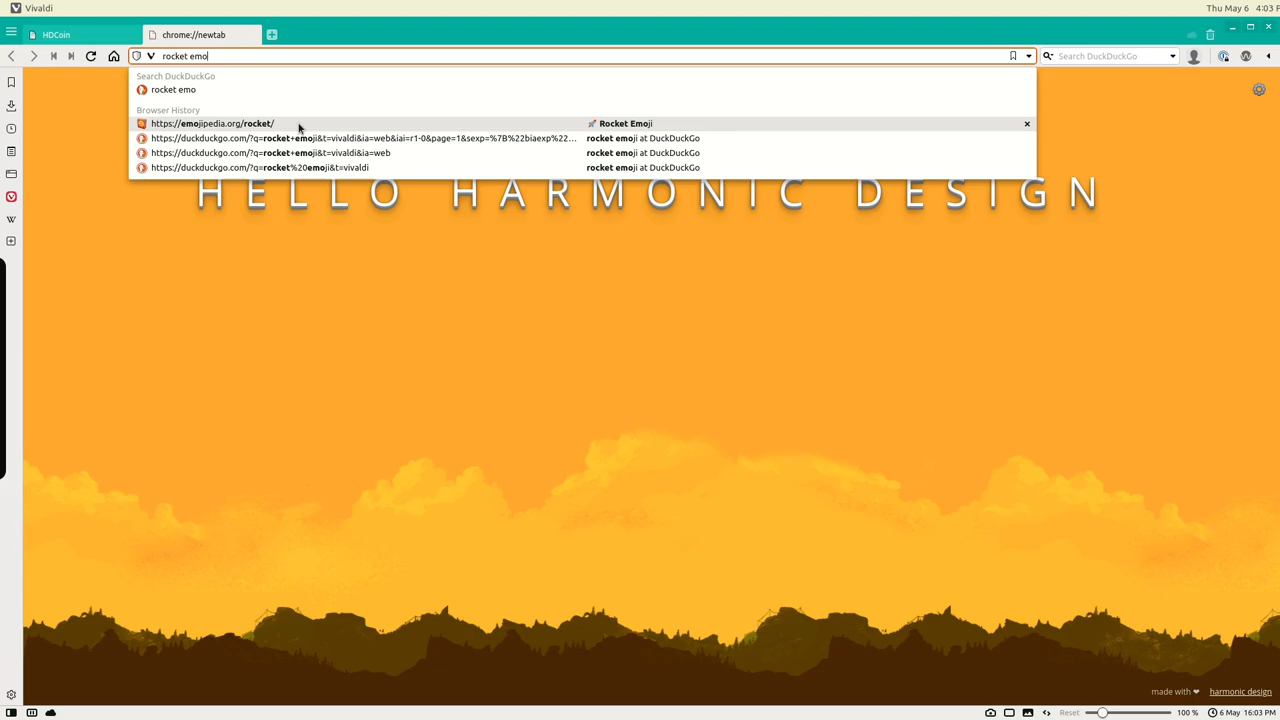 Vivaldi
Thu May 6 4:03 P
HDCoin
chrome://newtab
rocket emo
Search DuckDuckGo
Search DuckDuckGo
rocket emo
Browser History
https://emojipedia.org/rocket/ 🚀 Rocket Emoji
https://duckduckgo.com/?q=rocket+emoji&t=vivaldi&ia=web&iai=r1-0&page=1&sexp=%7B%22biaexp%22... rocket emoji at DuckDuckGo
https://duckduckgo.com/?q=rocket+emoji&t=vivaldi&ia=web rocket emoji at DuckDuckGo
https://duckduckgo.com/?q=rocket%20emoji&t=vivaldi rocket emoji at DuckDuckGo
HELLO HARMONIC DESIGN
made with ❤ harmonic design
Reset 100 % 6 May 16:03 PM